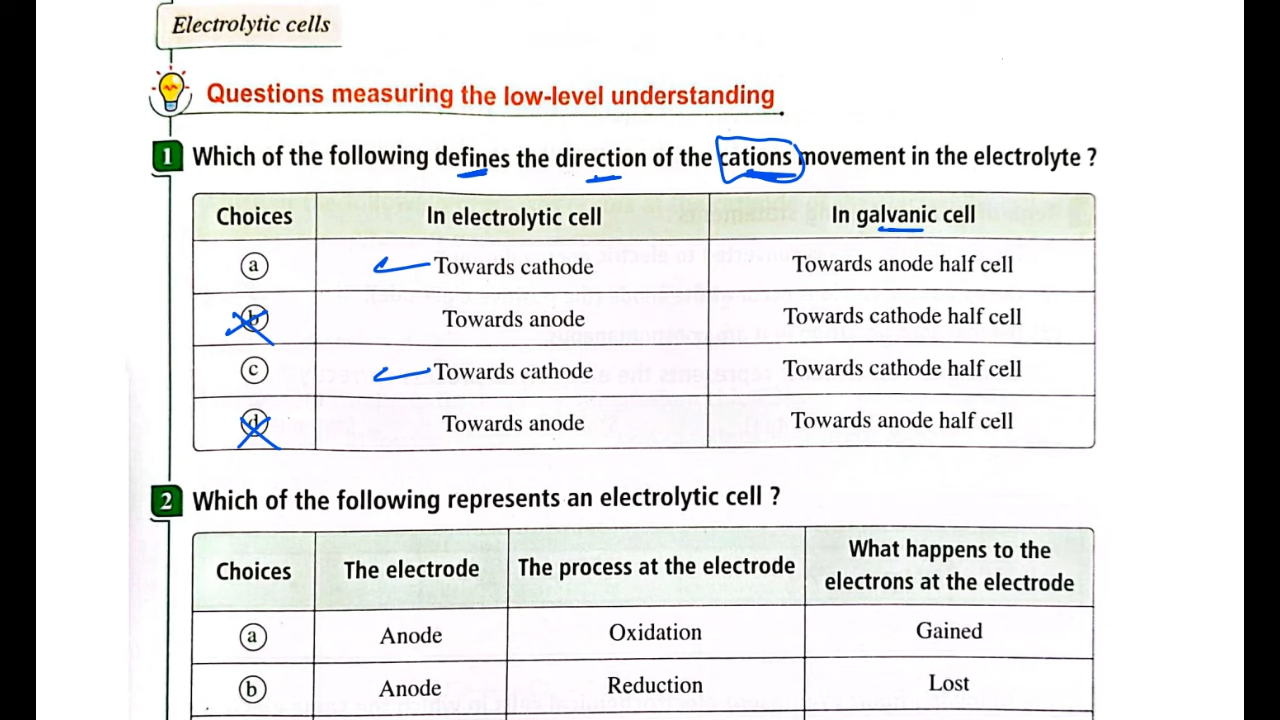 Electrolytic cells
Questions measuring the low-level understanding
1 Which of the following defines the direction of the cations movement in the electrolyte ?
Choices In electrolytic cell In galvanic cell
a Towards cathode Towards anode half cell
b Towards anode Towards cathode half cell
c Towards cathode Towards cathode half cell
d Towards anode Towards anode half cell
2 Which of the following represents an electrolytic cell ?
Choices The electrode The process at the electrode What happens to the
electrons at the electrode
a Anode Oxidation Gained
b Anode Reduction Lost